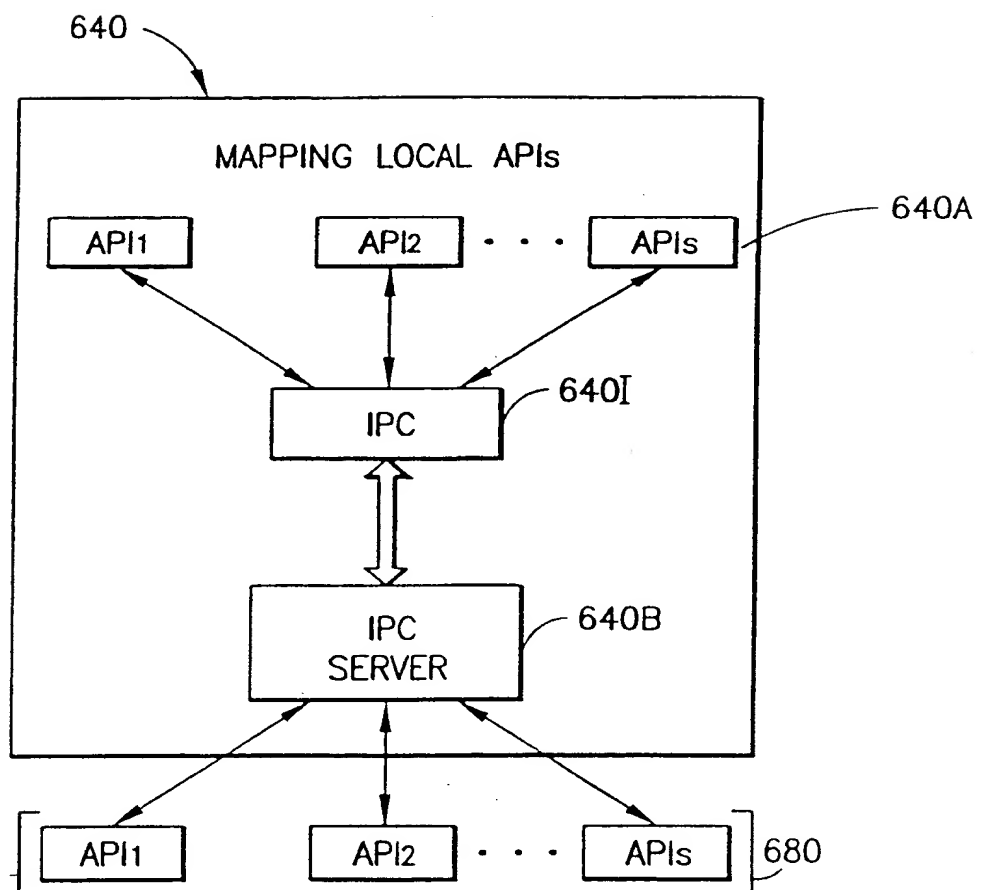 640
MAPPING LOCAL APIs
API1 API2 . . . APIs 640A
IPC 640I
IPC
SERVER 640B
API1 API2 . . . APIs 680